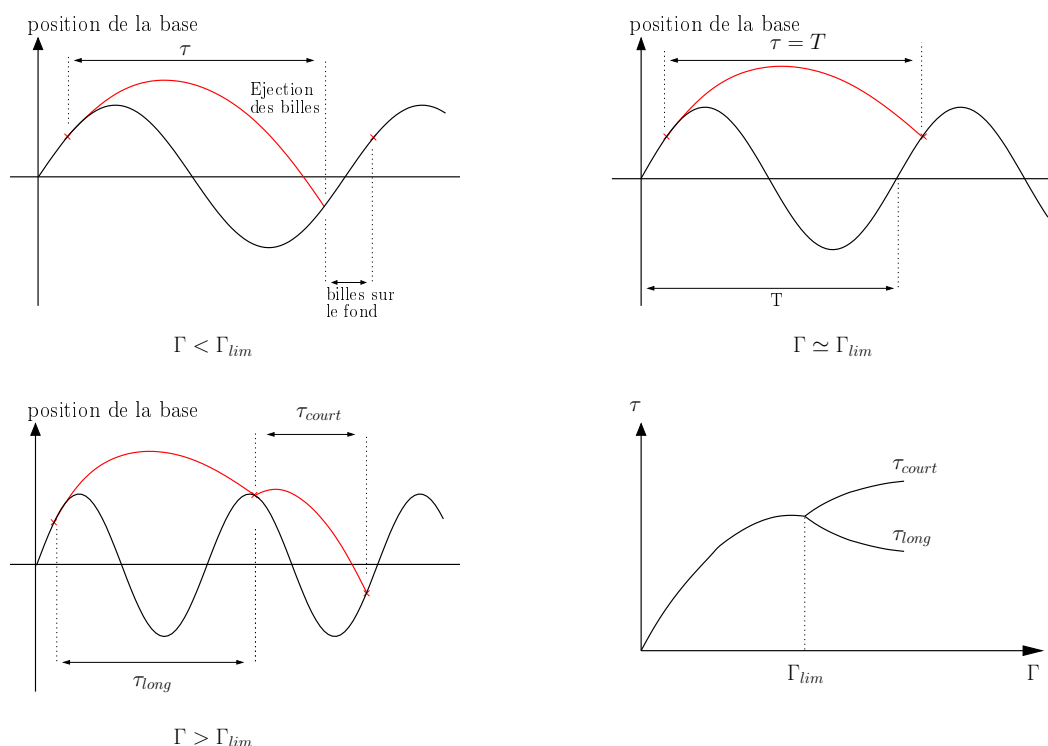 position de la base
τ
Ejection
des billes
billes sur
le fond
Γ < Γ_lim
position de la base
τ = T
T
Γ ≃ Γ_lim
position de la base
τ_court
τ_long
Γ > Γ_lim
τ
τ_court
τ_long
Γ_lim
Γ